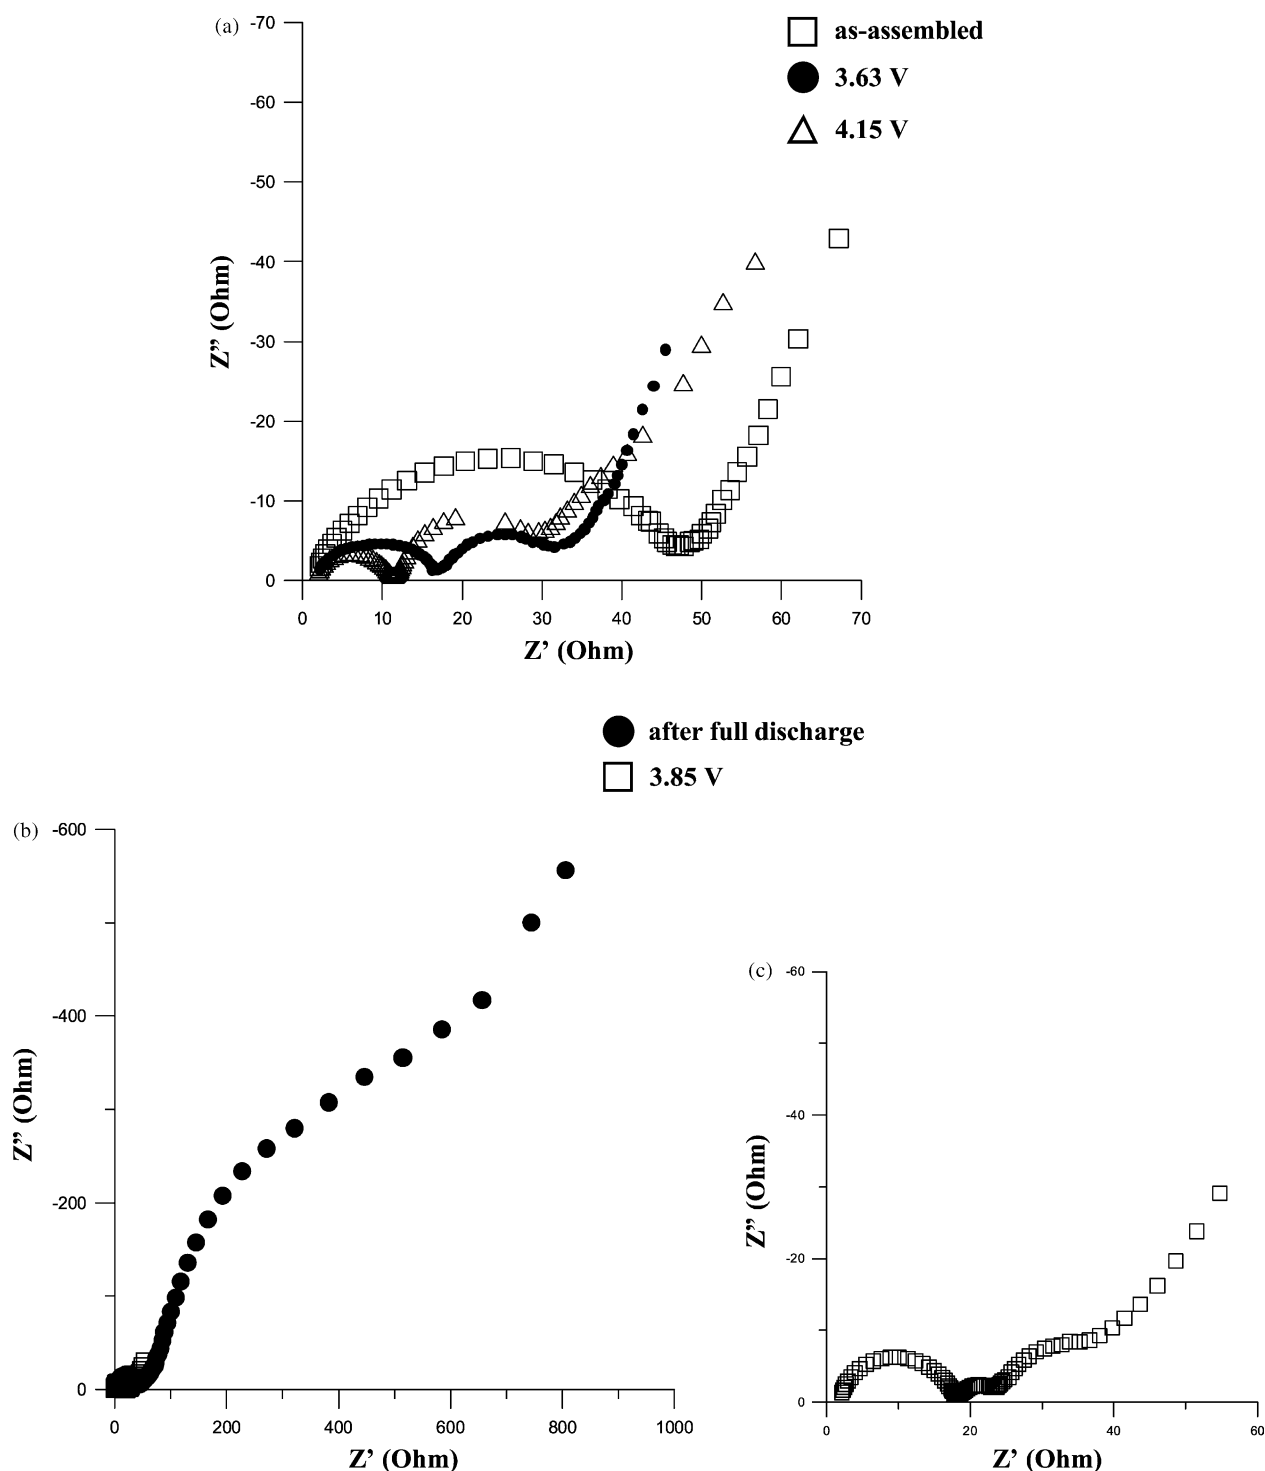 (a)
-70
-60
-50
-40
-30
-20
-10
0
Z” (Ohm)
0 10 20 30 40 50 60 70
Z’ (Ohm)
as-assembled
3.63 V
4.15 V
after full discharge
3.85 V
(b)
-600
-400
-200
0
Z” (Ohm)
0 200 400 600 800 1000
Z’ (Ohm)
(c)
-60
-40
-20
0
Z” (Ohm)
0 20 40 60
Z’ (Ohm)